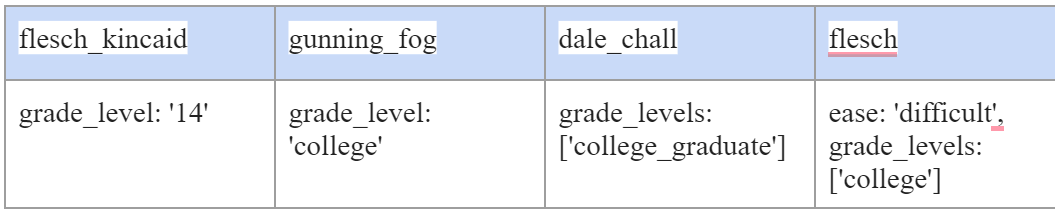 flesch_kincaid
gunning_fog
dale_chall
flesch
grade_level: '14'
grade_level:
'college'
grade_levels:
['college_graduate']
ease: 'difficult',
grade_levels:
['college']